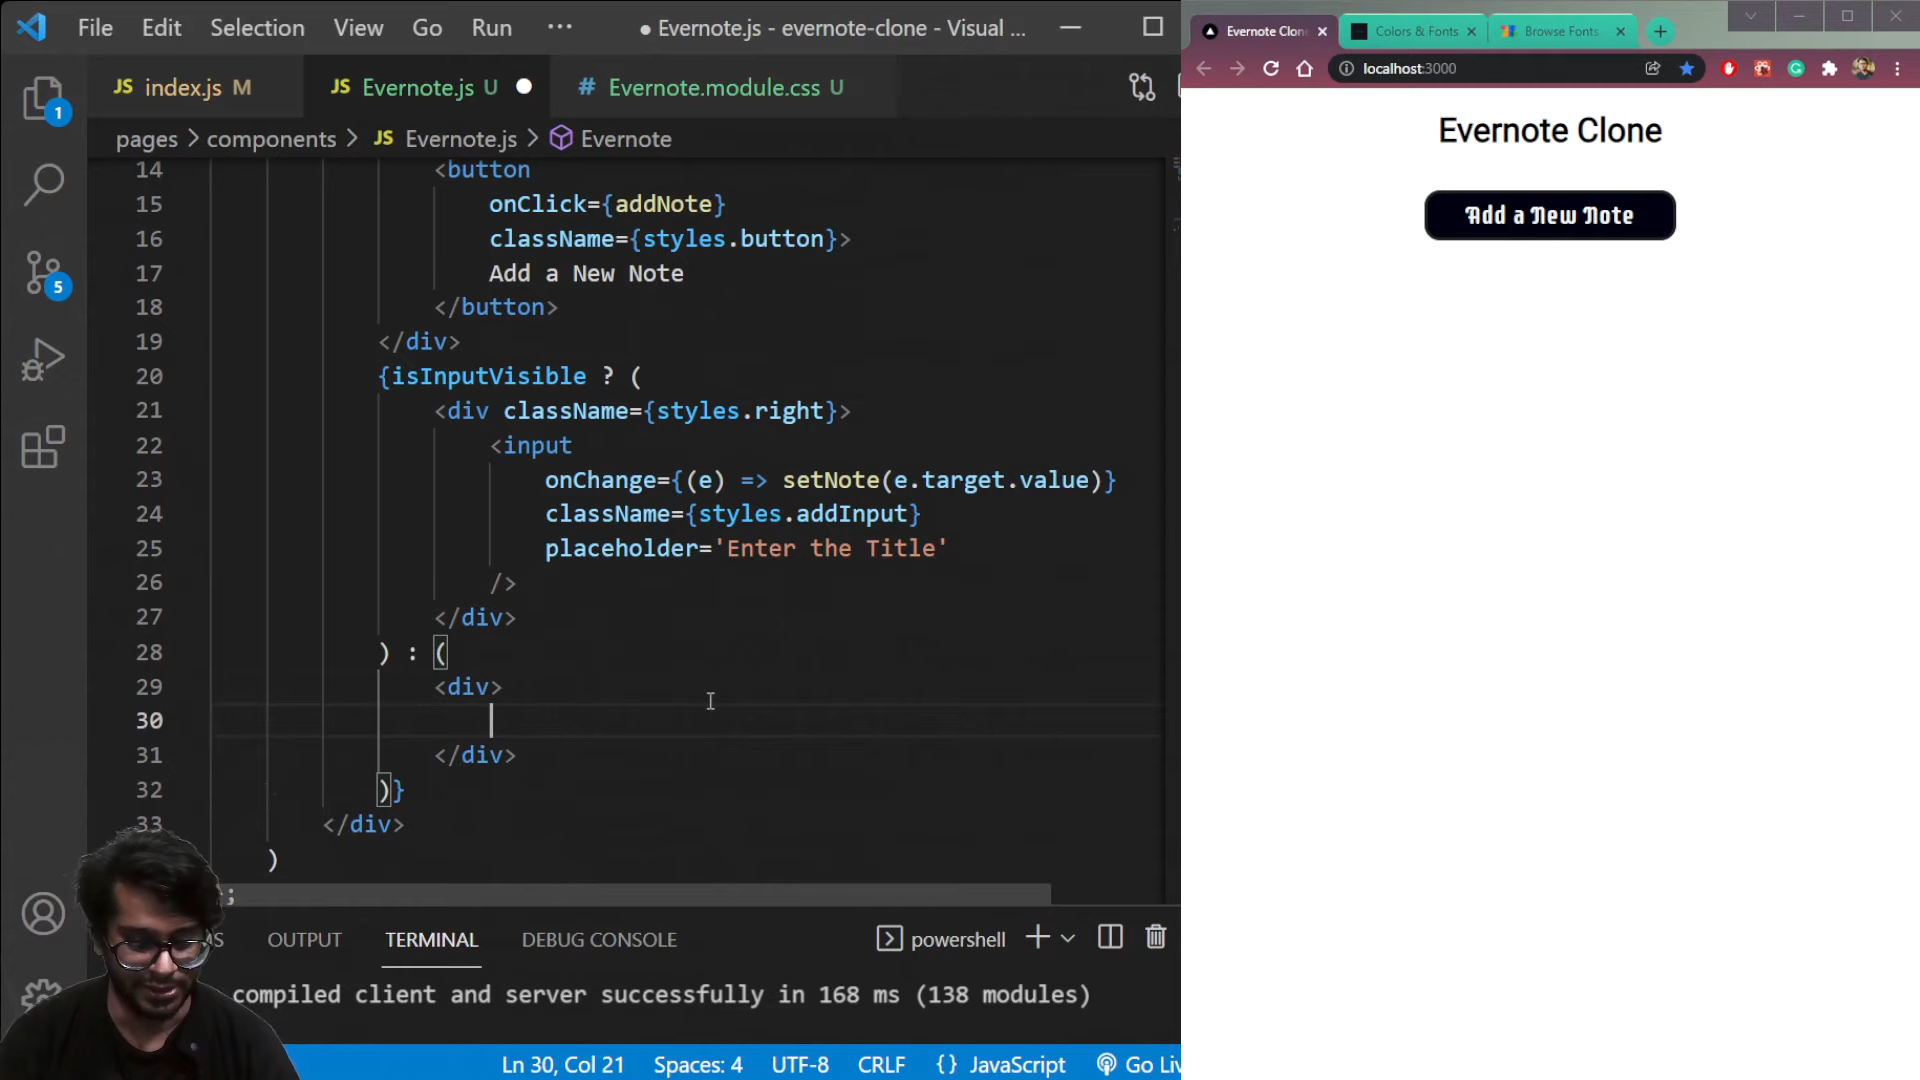 File Edit Selection View Go Run ··· ● Evernote.js - evernote-clone - Visual ...
JS index.js M JS Evernote.js U # Evernote.module.css U
pages > components > JS Evernote.js > Evernote
14 <button
15 onClick={addNote}
16 className={styles.button}>
17 Add a New Note
18 </button>
19 </div>
20 {isInputVisible ? (
21 <div className={styles.right}>
22 <input
23 onChange={(e) => setNote(e.target.value)}
24 className={styles.addInput}
25 placeholder='Enter the Title'
26 />
27 </div>
28 ) : (
29 <div>
30
31 </div>
32 )}
33 </div>
)
;
OUTPUT TERMINAL DEBUG CONSOLE powershell
compiled client and server successfully in 168 ms (138 modules)
Ln 30, Col 21 Spaces: 4 UTF-8 CRLF {} JavaScript Go Li
1
5
Evernote Clon Colors & Fonts Browse Fonts
localhost:3000
Evernote Clone
Add a New Note